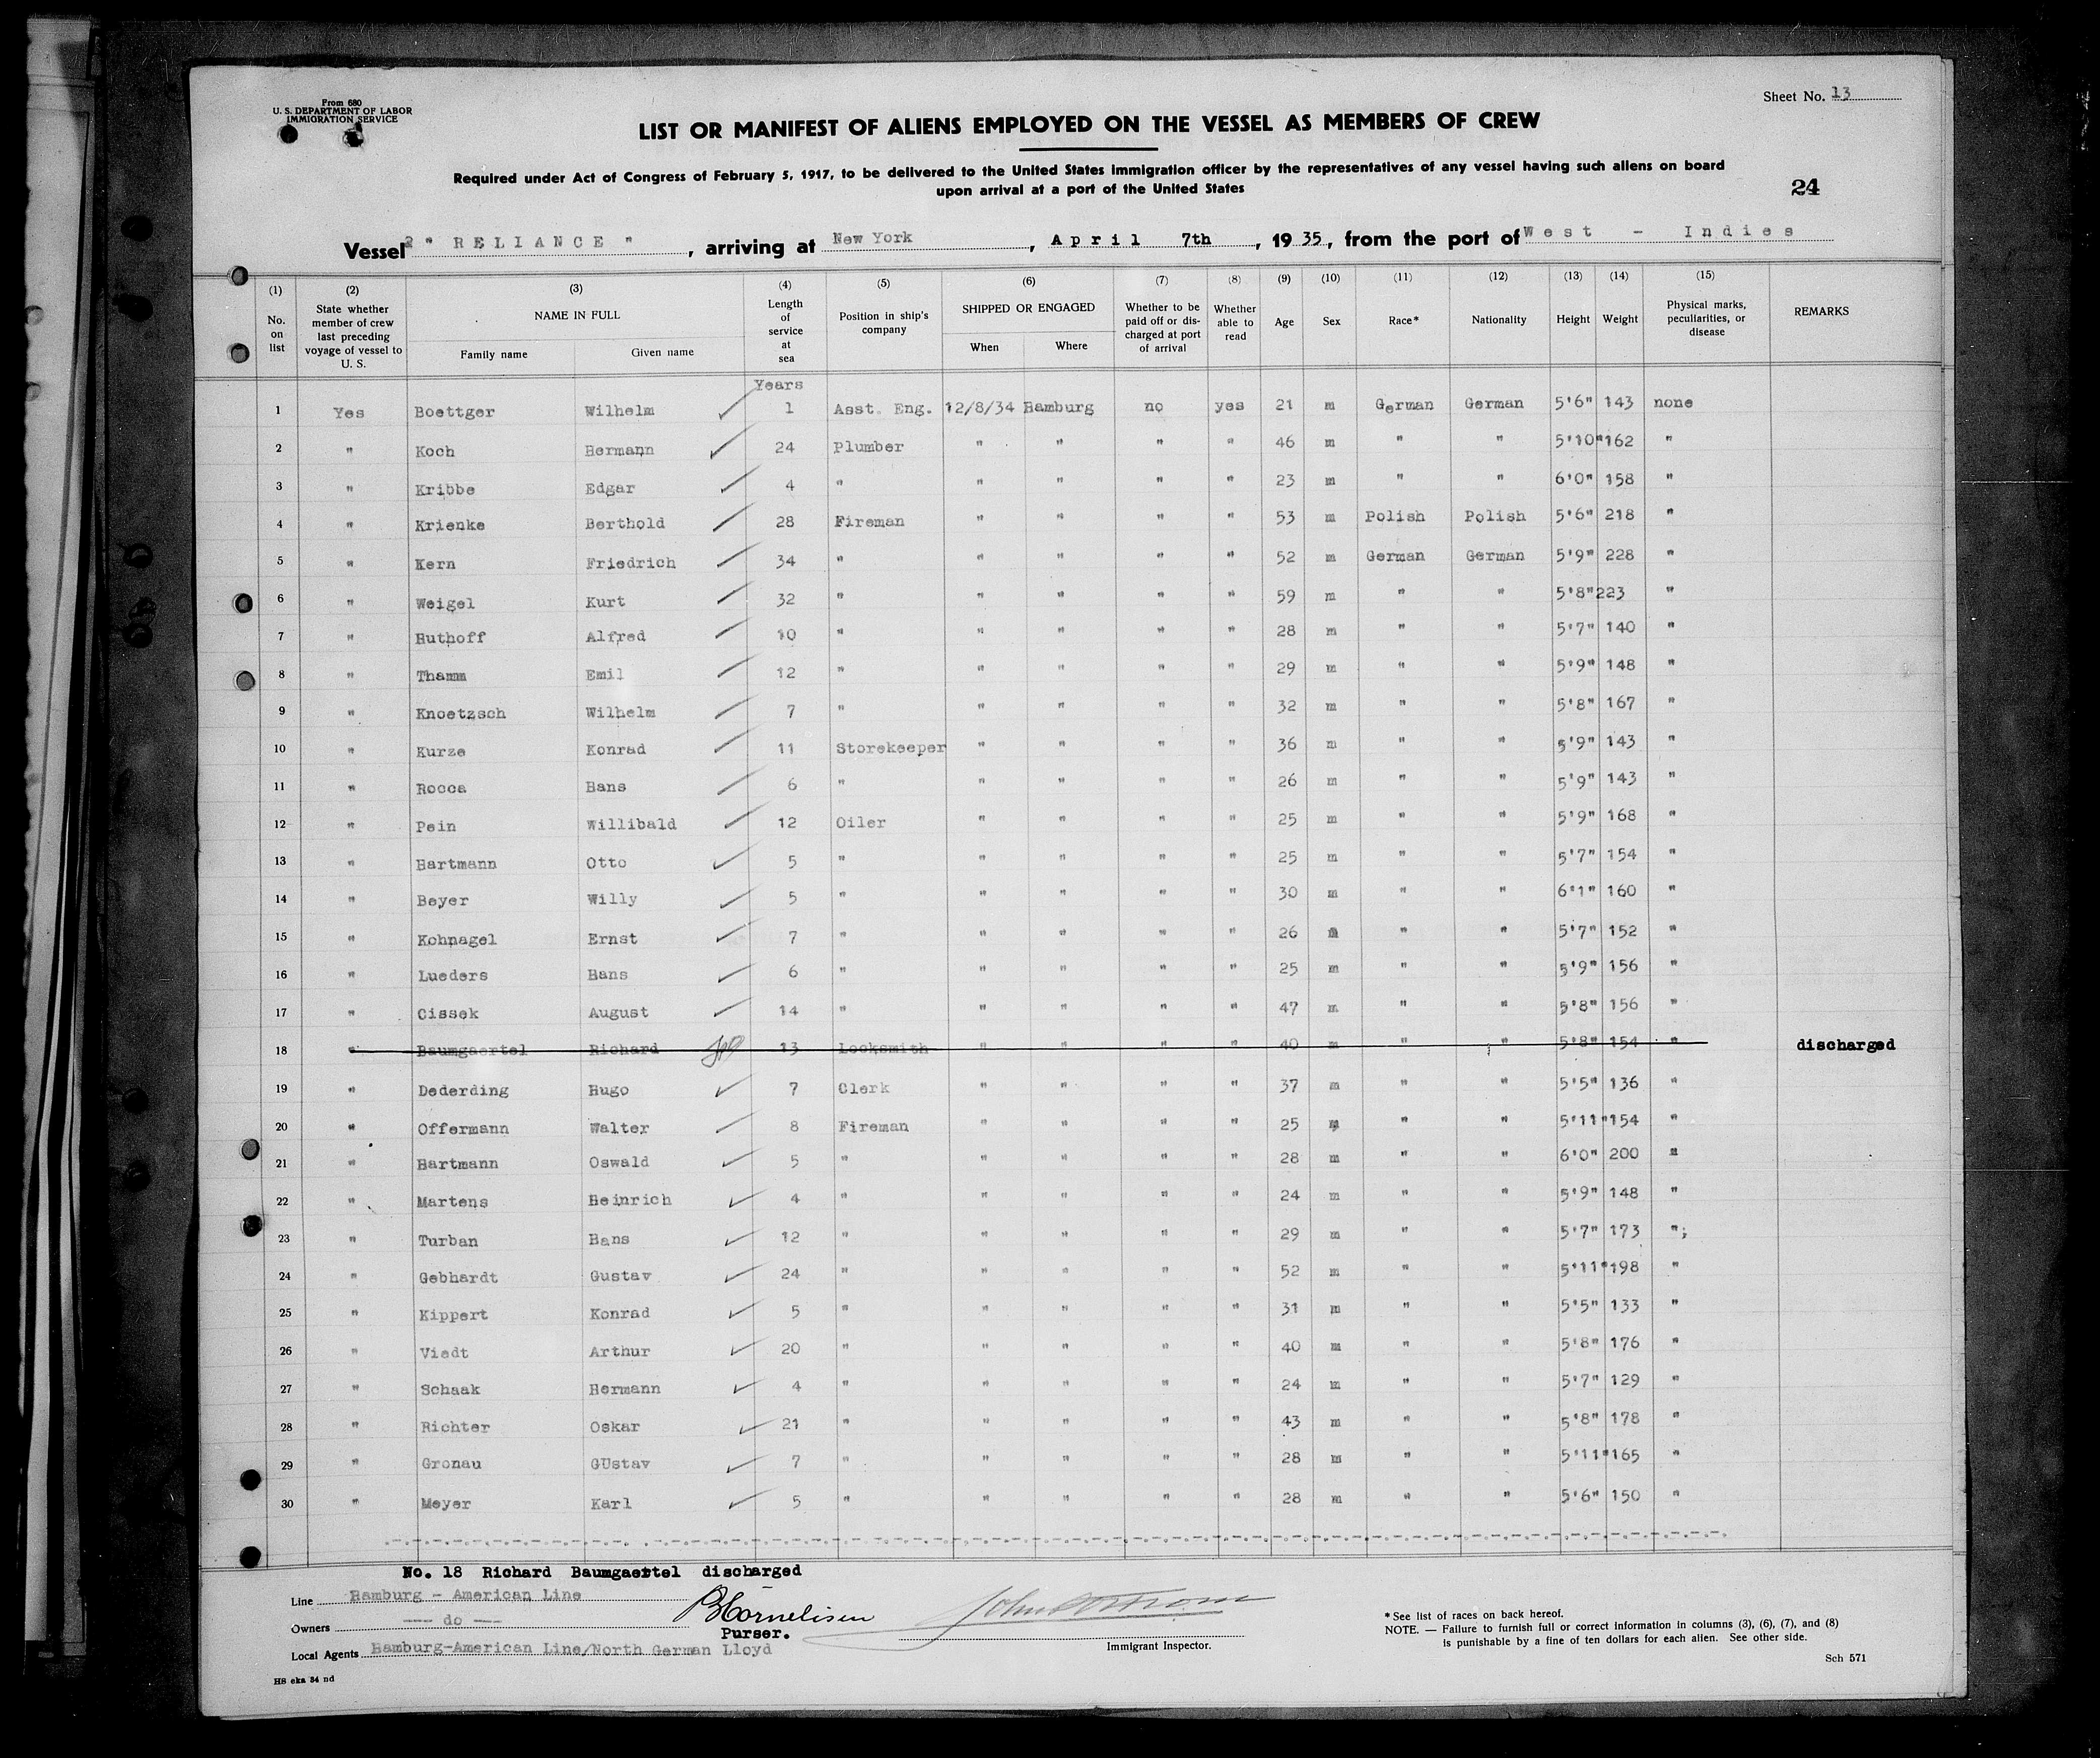 From 680
U. S. DEPARTMENT OF LABOR
IMMIGRATION SERVICE
Sheet No. 13
LIST OR MANIFEST OF ALIENS EMPLOYED ON THE VESSEL AS MEMBERS OF CREW
Required under Act of Congress of February 5, 1917, to be delivered to the United States Immigration officer by the representatives of any vessel having such aliens on board
upon arrival at a port of the United States
24
Vessel " RELIANCE ", arriving at New York, April 7th, 1935, from the port of West - Indies
(1) No. on list (2) State whether member of crew last preceding voyage of vessel to U. S. (3) NAME IN FULL Family name Given name (4) Length of service at sea (5) Position in ship's company (6) SHIPPED OR ENGAGED When Where (7) Whether to be paid off or discharged at port of arrival (8) Whether able to read (9) Age (10) Sex (11) Race* (12) Nationality (13) Height (14) Weight (15) Physical marks, peculiarities, or disease REMARKS
Years
1 Yes Boettger Wilhelm 1 Asst. Eng. 12/8/34 Hamburg no yes 21 m German German 5'6" 143 none
2 " Koch Hermann 24 Plumber " " " " 46 m " " 5'10" 162 "
3 " Kribbe Edgar 4 " " " " " 23 m " " 6'0" 158 "
4 " Krienke Berthold 28 Fireman " " " " 53 m Polish Polish 5'6" 218 "
5 " Kern Friedrich 34 " " " " " 52 m German German 5'9" 228 "
6 " Weigel Kurt 32 " " " " " 59 m " " 5'8" 223 "
7 " Huthoff Alfred 10 " " " " " 28 m " " 5'7" 140 "
8 " Thamm Emil 12 " " " " " 29 m " " 5'9" 148 "
9 " Knoetzsch Wilhelm 7 " " " " " 32 m " " 5'8" 167 "
10 " Kurze Konrad 11 Storekeeper " " " " 36 m " " 5'9" 143 "
11 " Rocca Hans 6 " " " " " 26 m " " 5'9" 143 "
12 " Pein Willibald 12 Oiler " " " " 25 m " " 5'9" 168 "
13 " Hartmann Otto 5 " " " " " 25 m " " 5'7" 154 "
14 " Beyer Willy 5 " " " " " 30 m " " 6'1" 160 "
15 " Kohnagel Ernst 7 " " " " " 26 m " " 5'7" 152 "
16 " Lueders Hans 6 " " " " " 25 m " " 5'9" 156 "
17 " Cissek August 14 " " " " " 47 m " " 5'8" 156 "
18 " Baumgaertel Richard 13 Locksmith " " " " 40 m " " 5'8" 154 " discharged
19 " Dederding Hugo 7 Clerk " " " " 37 m " " 5'5" 136 "
20 " Offermann Walter 8 Fireman " " " " 25 m " " 5'11" 154 "
21 " Hartmann Oswald 5 " " " " " 28 m " " 6'0" 200 "
22 " Martens Heinrich 4 " " " " " 24 m " " 5'9" 148 "
23 " Turban Hans 12 " " " " " 29 m " " 5'7" 173 ";
24 " Gebhardt Gustav 24 " " " " " 52 m " " 5'11" 198 "
25 " Kippert Konrad 5 " " " " " 31 m " " 5'5" 133 "
26 " Viedt Arthur 20 " " " " " 40 m " " 5'8" 176 "
27 " Schaak Hermann 4 " " " " " 24 m " " 5'7" 129 "
28 " Richter Oskar 21 " " " " " 43 m " " 5'8" 178 "
29 " Gronau GUstav 7 " " " " " 28 m " " 5'11" 165 "
30 " Meyer Karl 5 " " " " " 28 m " " 5'6" 150 "
No. 18 Richard Baumgaertel discharged
Line Hamburg - American Line
Owners --- do ---
Local Agents Hamburg-American Line/North German Lloyd
BCornelisen
Purser.
Immigrant Inspector.
* See list of races on back hereof.
NOTE. — Failure to furnish full or correct information in columns (3), (6), (7), and (8)
is punishable by a fine of ten dollars for each alien. See other side.
Sch 571
HB eka 34 nd